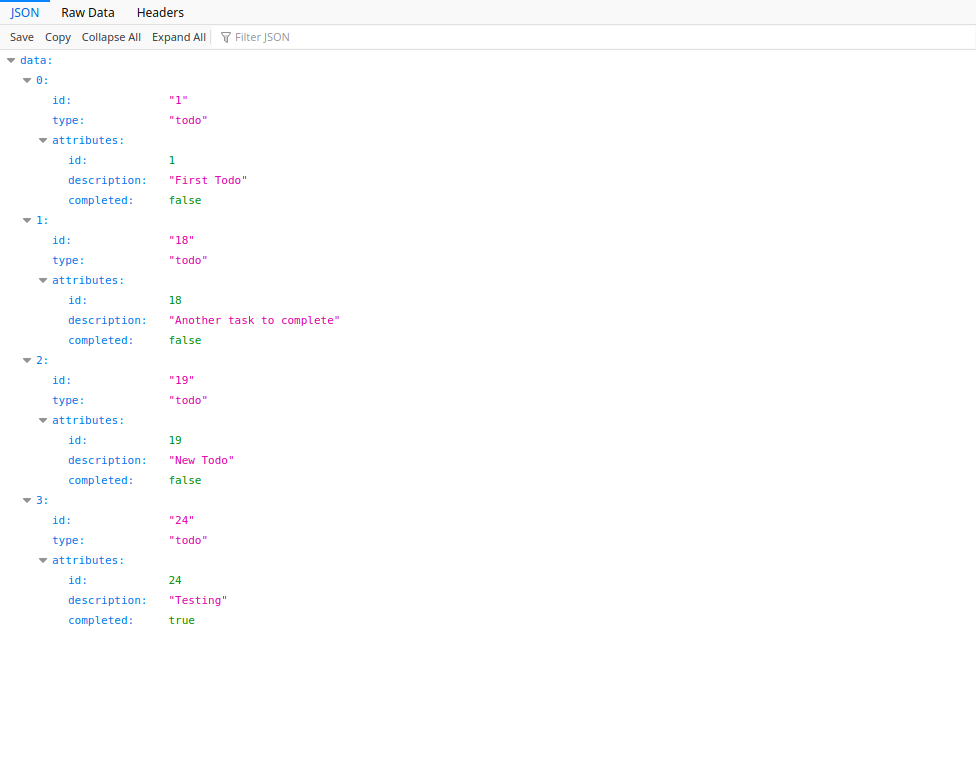 JSON Raw Data Headers
Save Copy Collapse All Expand All Filter JSON
data:
0:
id: "1"
type: "todo"
attributes:
id: 1
description: "First Todo"
completed: false
1:
id: "18"
type: "todo"
attributes:
id: 18
description: "Another task to complete"
completed: false
2:
id: "19"
type: "todo"
attributes:
id: 19
description: "New Todo"
completed: false
3:
id: "24"
type: "todo"
attributes:
id: 24
description: "Testing"
completed: true